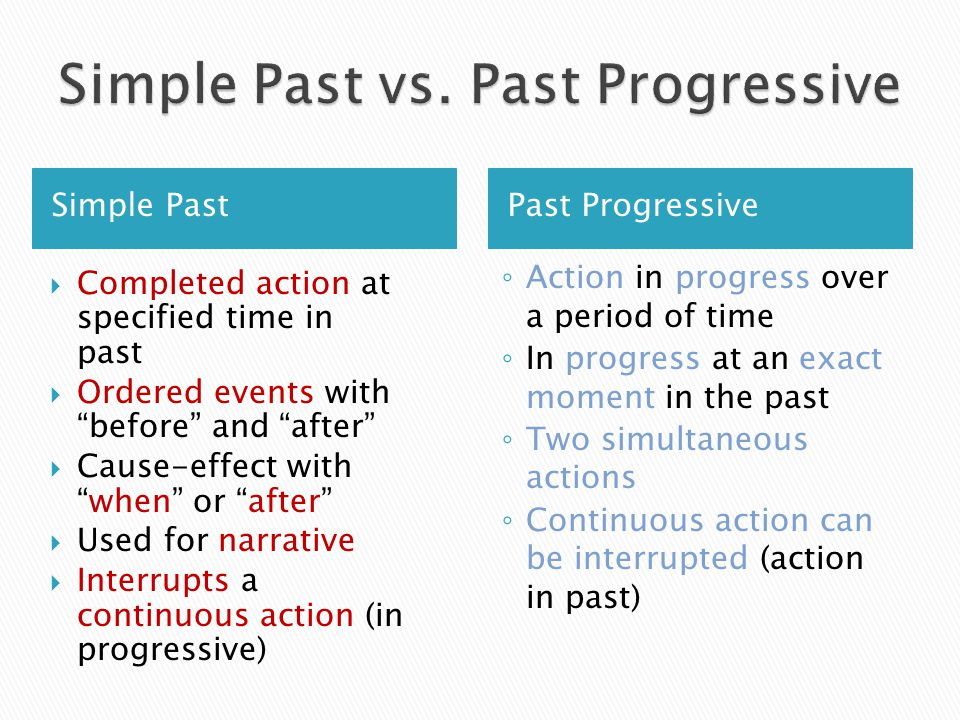 Simple Past vs. Past Progressive
Simple Past
Completed action at
specified time in
past
Ordered events with
“before” and “after”
Cause-effect with
“when” or “after”
Used for narrative
Interrupts a
continuous action (in
progressive)
Past Progressive
Action in progress over
a period of time
In progress at an exact
moment in the past
Two simultaneous
actions
Continuous action can
be interrupted (action
in past)